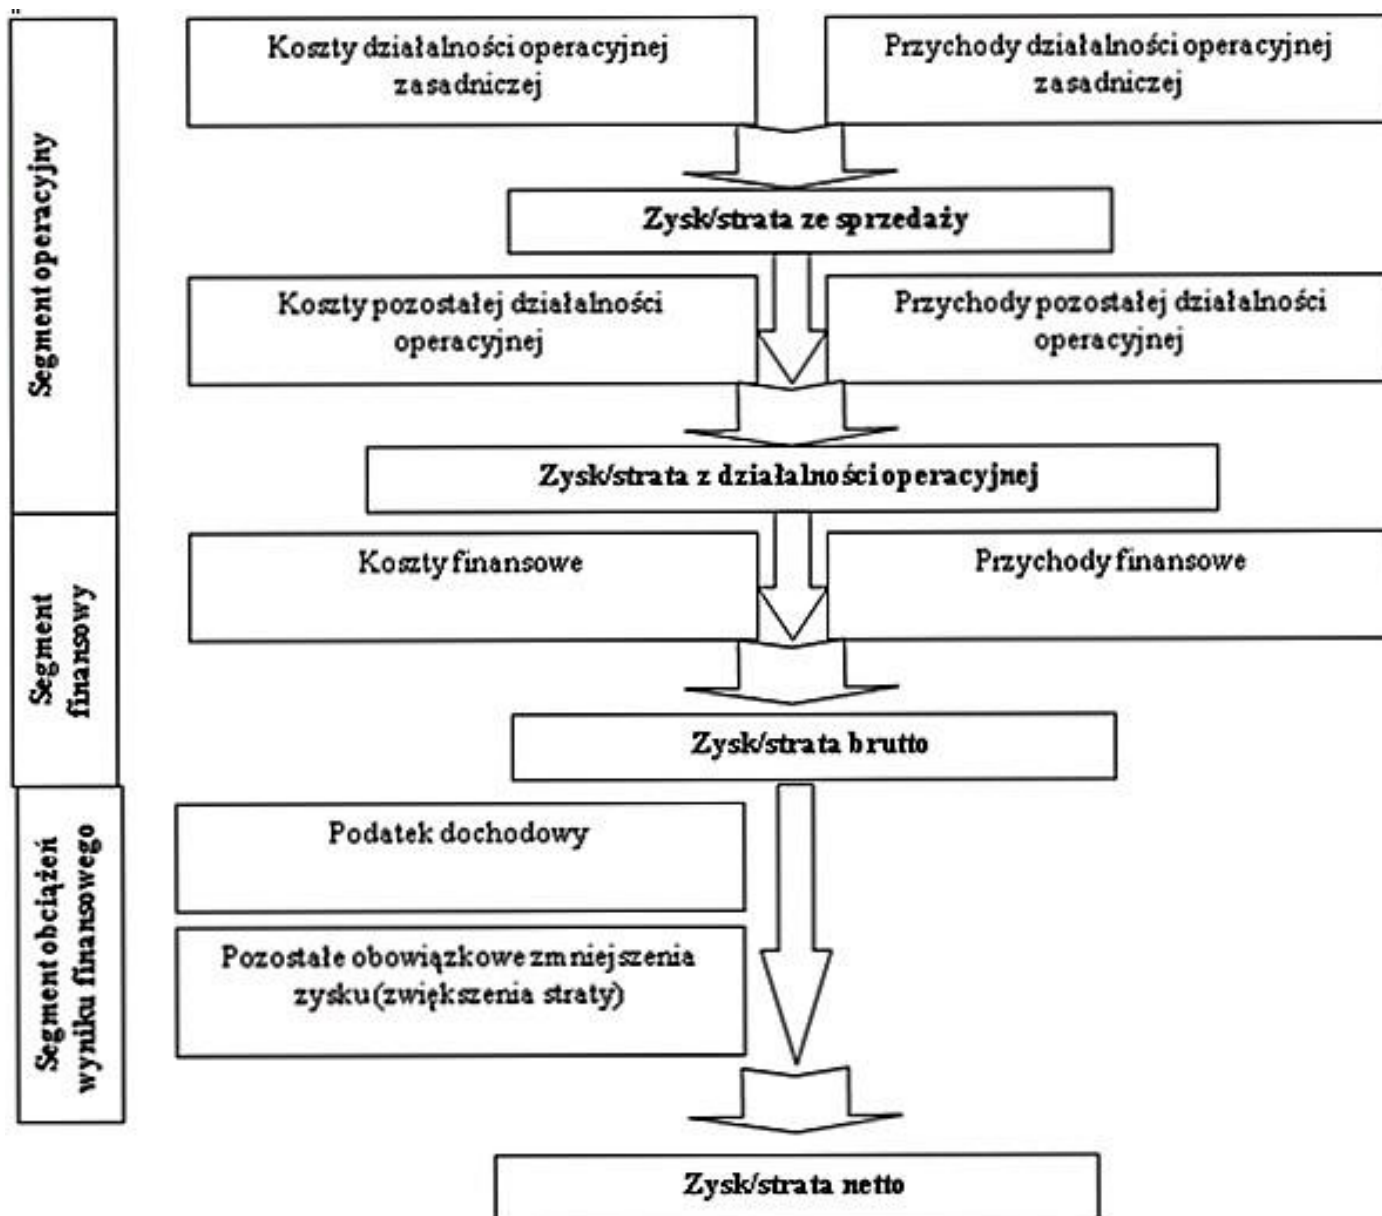 Segment operacyjny
Koszty działalności operacyjnej
zasadniczej
Przychody działalności operacyjnej
zasadniczej
Zysk/strata ze sprzedaży
Koszty pozostałej działalności
operacyjnej
Przychody pozostałej działalności
operacyjnej
Zysk/strata z działalności operacyjnej
Segment
finansowy
Koszty finansowe
Przychody finansowe
Zysk/strata brutto
Segment obciążeń
wyniku finansowego
Podatek dochodowy
Pozostałe obowiązkowe zmniejszenia
zysku (zwiększenia straty)
Zysk/strata netto